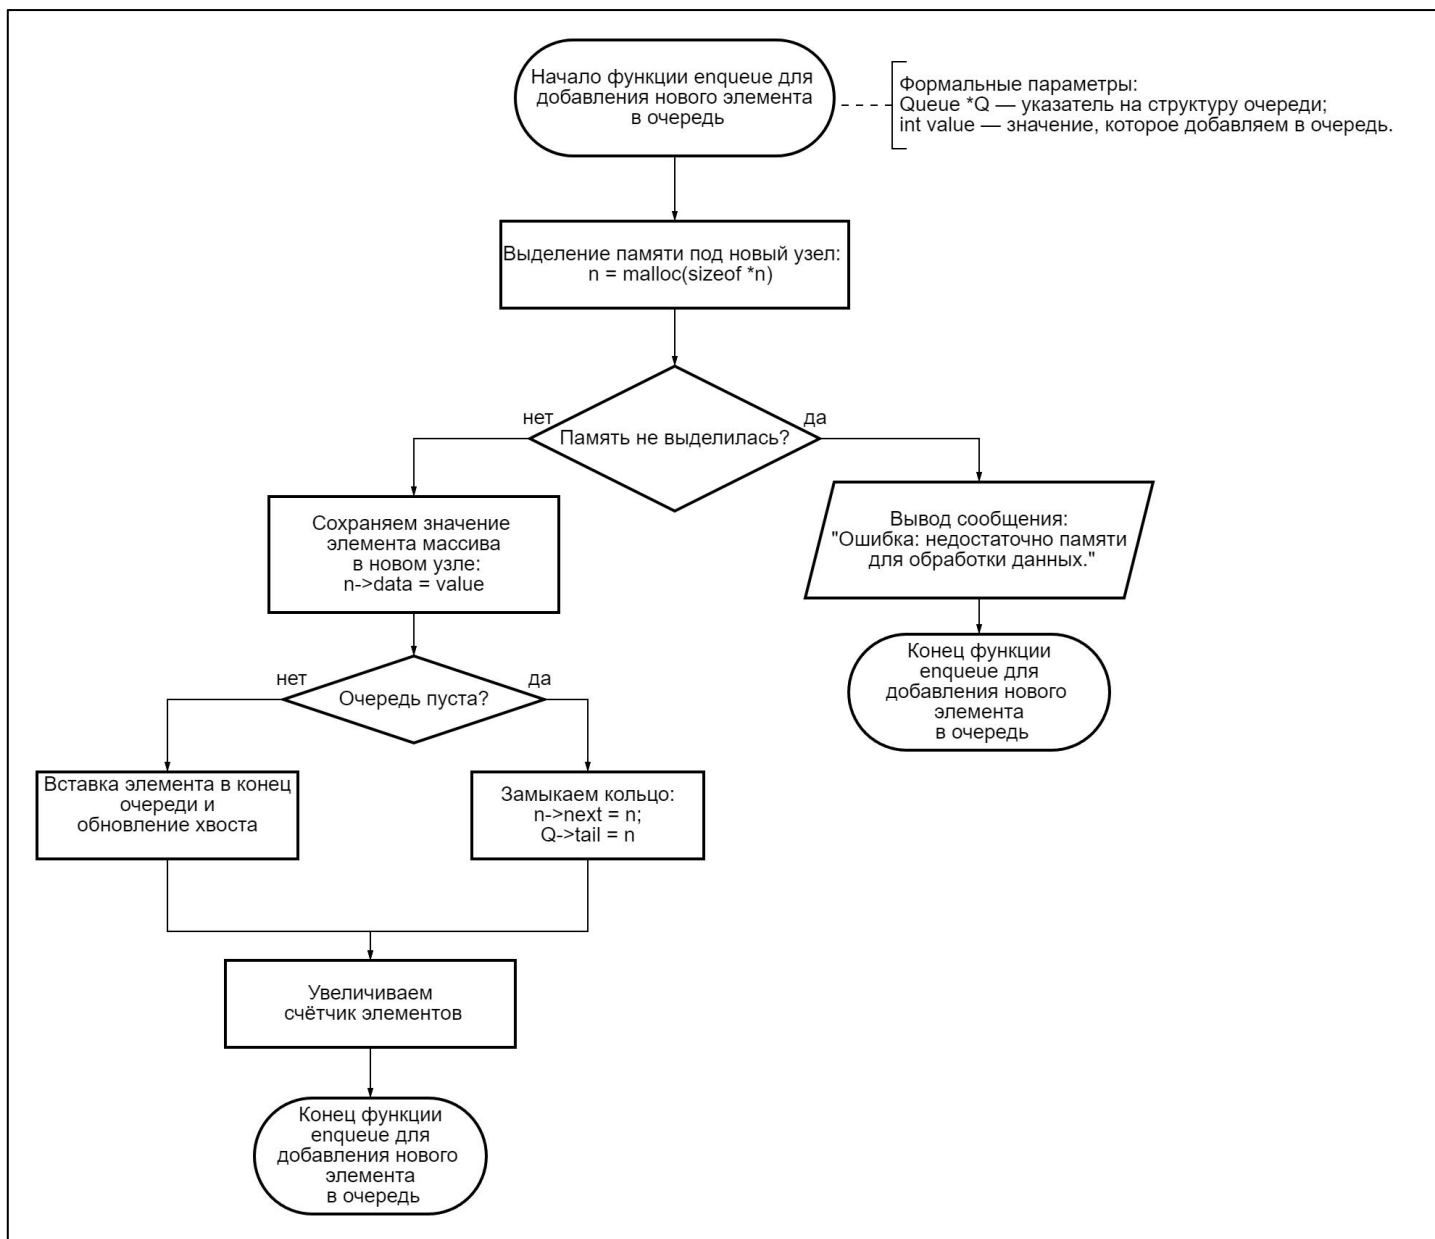 Начало функции enqueue для
добавления нового элемента
в очередь
Формальные параметры:
Queue *Q — указатель на структуру очереди;
int value — значение, которое добавляем в очередь.
Выделение памяти под новый узел:
n = malloc(sizeof *n)
нет
да
Память не выделилась?
Сохраняем значение
элемента массива
в новом узле:
n->data = value
Вывод сообщения:
"Ошибка: недостаточно памяти
для обработки данных."
Конец функции
enqueue для
добавления нового
элемента
в очередь
нет
да
Очередь пуста?
Вставка элемента в конец
очереди и
обновление хвоста
Замыкаем кольцо:
n->next = n;
Q->tail = n
Увеличиваем
счётчик элементов
Конец функции
enqueue для
добавления нового
элемента
в очередь